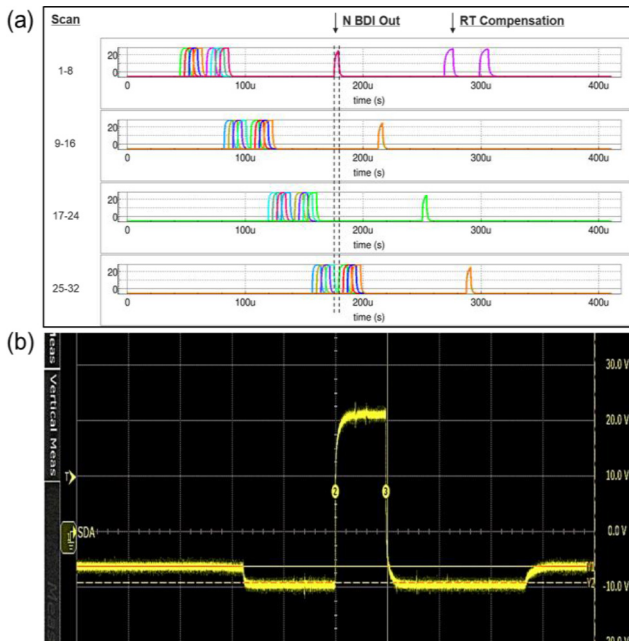 (a)
Scan
N BDI Out
RT Compensation
1-8
20
0
0
100u
200u
300u
400u
time (s)
9-16
20
0
0
100u
200u
300u
400u
time (s)
17-24
20
0
0
100u
200u
300u
400u
time (s)
25-32
20
0
0
100u
200u
300u
400u
time (s)
(b)
Meas
Vertical Meas
Meas
30.0 V
20.0 V
T
2
3
0.0 V
SDA
Y2
-10.0 V